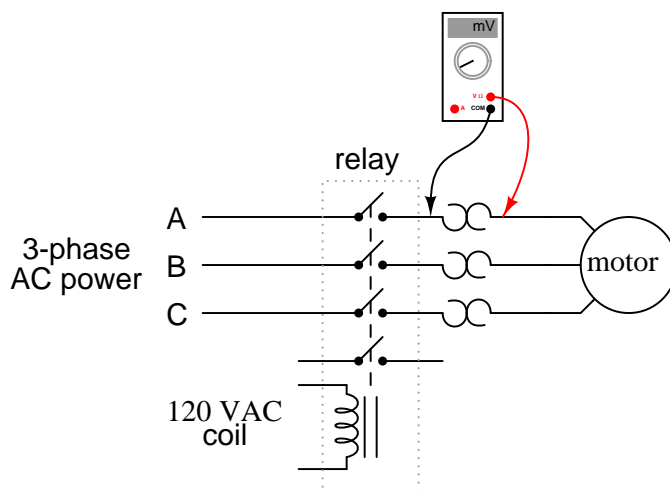 mV
V Ω
A COM
relay
A
3-phase
AC power
B
motor
C
120 VAC
coil